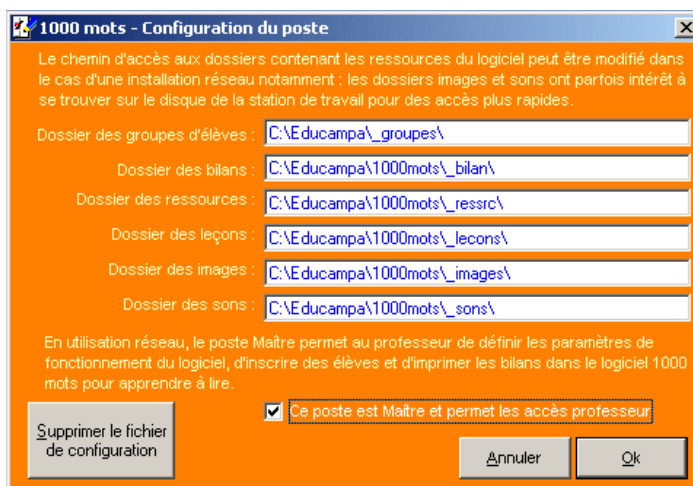 1000 mots - Configuration du poste
Le chemin d'accès aux dossiers contenant les ressources du logiciel peut être modifié dans
le cas d'une installation réseau notamment : les dossiers images et sons ont parfois intérêt à
se trouver sur le disque de la station de travail pour des accès plus rapides.
Dossier des groupes d'élèves : C:\Educampa\_groupes\
Dossier des bilans : C:\Educampa\1000mots\_bilan\
Dossier des ressources : C:\Educampa\1000mots\_ressrc\
Dossier des leçons : C:\Educampa\1000mots\_lecons\
Dossier des images : C:\Educampa\1000mots\_images\
Dossier des sons : C:\Educampa\1000mots\_sons\
En utilisation réseau, le poste Maître permet au professeur de définir les paramètres de
fonctionnement du logiciel, d'inscrire des élèves et d'imprimer les bilans dans le logiciel 1000
mots pour apprendre à lire.
Ce poste est Maître et permet les accès professeur
Supprimer le fichier
de configuration
Annuler
Ok